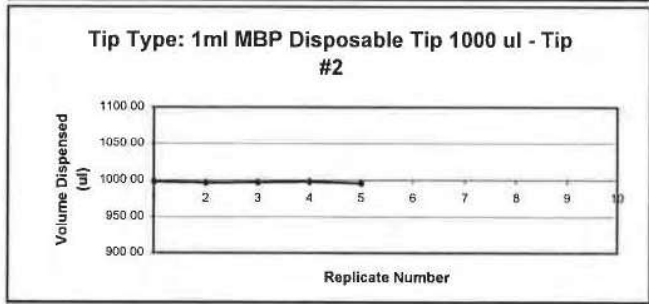 Tip Type: 1ml MBP Disposable Tip 1000 ul - Tip
#2
1100 00
1050 00
1000 00
950 00
900 00
Volume Dispensed
(ul)
2 3 4 5 6 7 8 9 10
Replicate Number